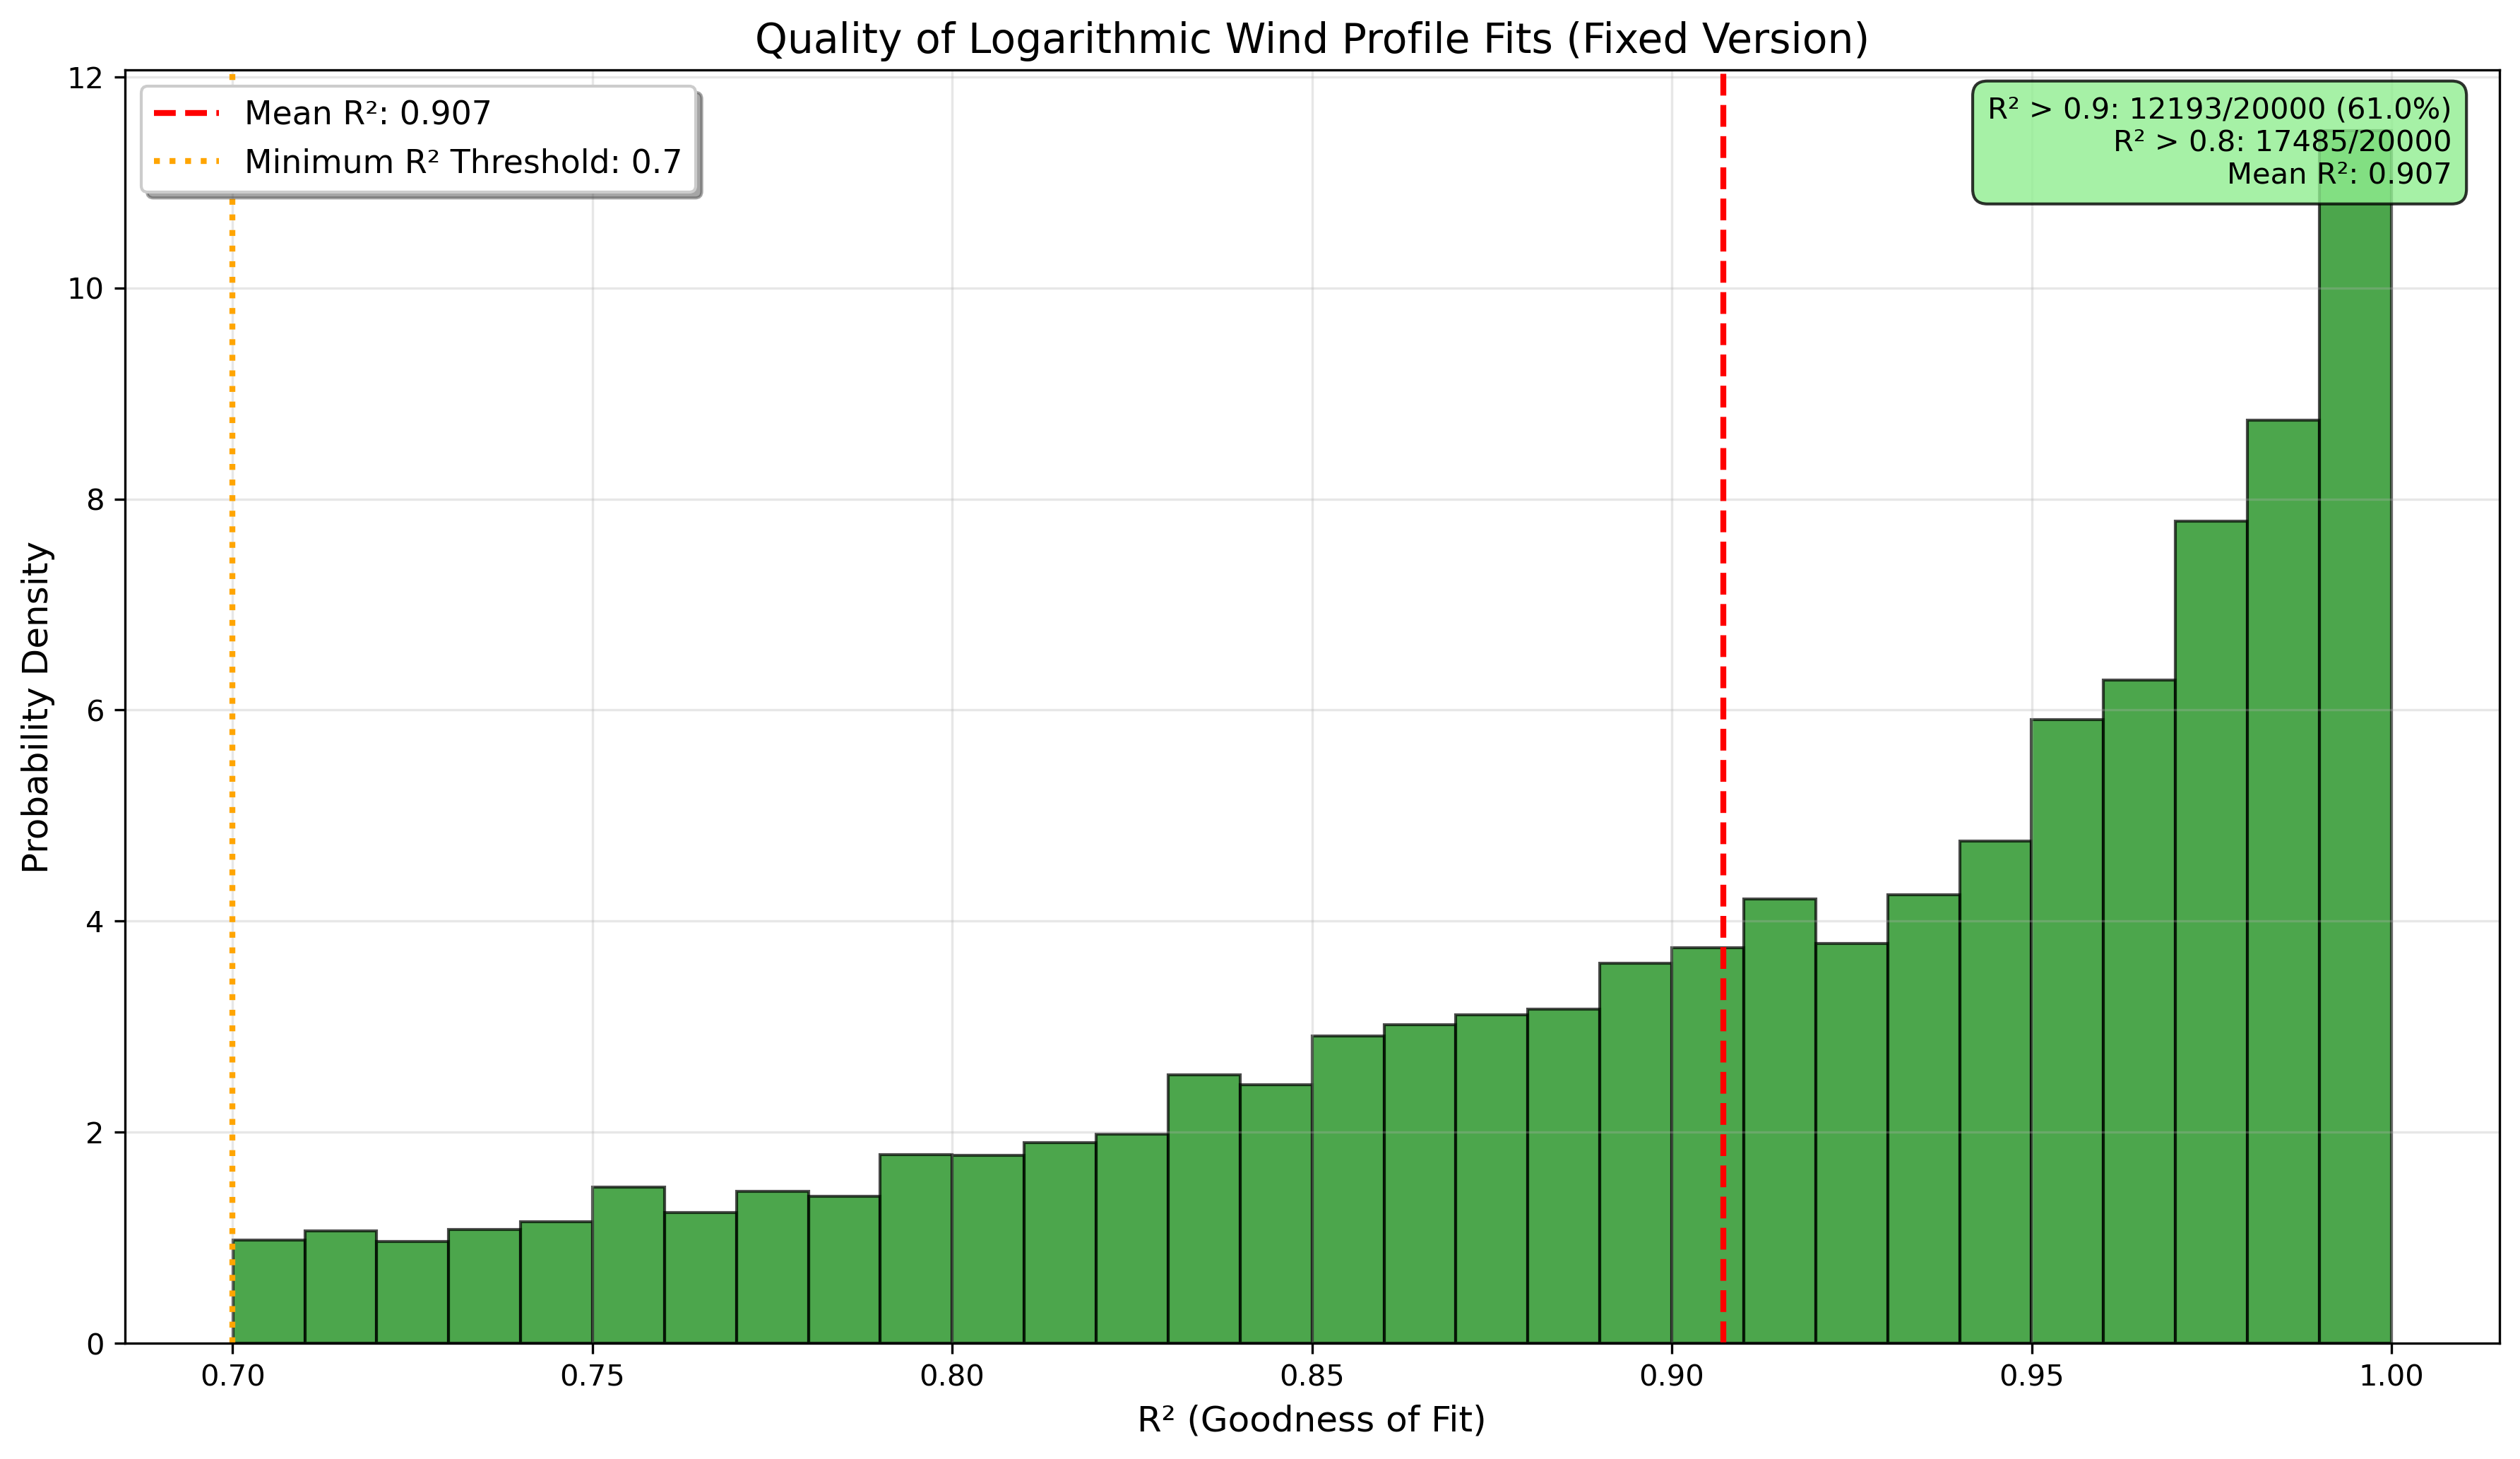 Quality of Logarithmic Wind Profile Fits (Fixed Version)
Mean R²: 0.907
Minimum R² Threshold: 0.7
R² > 0.9: 12193/20000 (61.0%)
R² > 0.8: 17485/20000
Mean R²: 0.907
Probability Density
12
10
8
6
4
2
0
0.70 0.75 0.80 0.85 0.90 0.95 1.00
R² (Goodness of Fit)